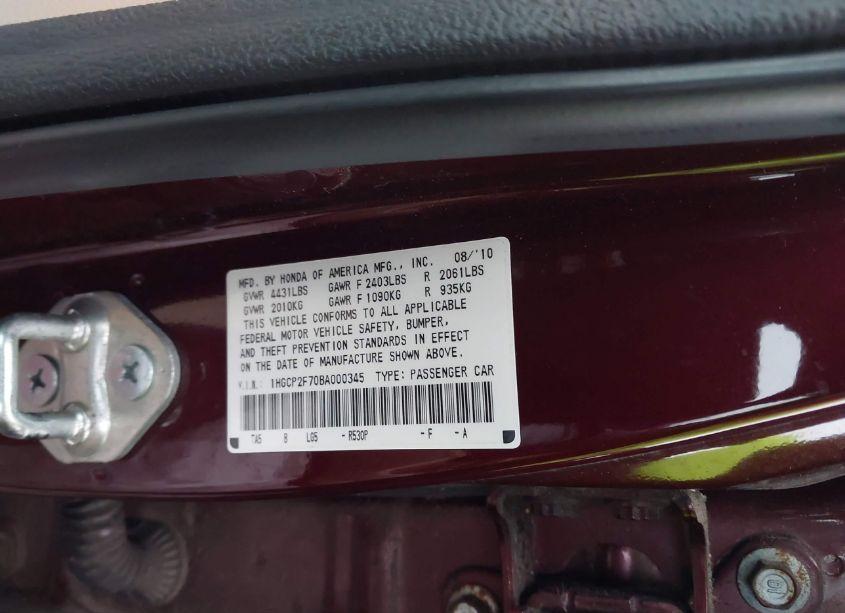 MFD. BY HONDA OF AMERICA MFG., INC. 08/'10
GVWR 4431LBS GAWR F 2403LBS R 2061LBS
GVWR 2010KG GAWR F 1090KG R 935KG
THIS VEHICLE CONFORMS TO ALL APPLICABLE
FEDERAL MOTOR VEHICLE SAFETY, BUMPER,
AND THEFT PREVENTION STANDARDS IN EFFECT
ON THE DATE OF MANUFACTURE SHOWN ABOVE.
V.I.N.: 1HGCP2F70BA000345 TYPE: PASSENGER CAR
TA5 B LG5 -R530P -F -A